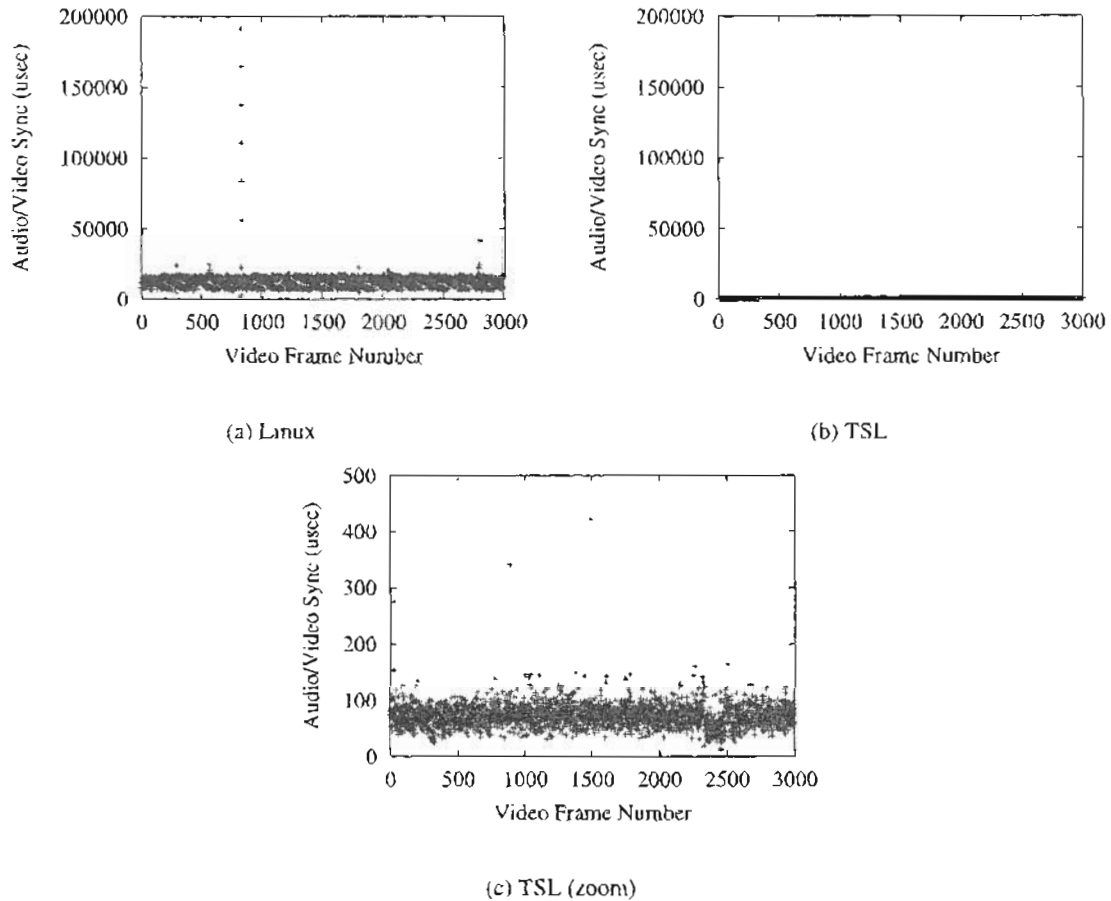 200000
150000
100000
50000
0
Audio/Video Sync (usec)
0 500 1000 1500 2000 2500 3000
Video Frame Number
(a) Linux
200000
150000
100000
50000
0
Audio/Video Sync (usec)
0 500 1000 1500 2000 2500 3000
Video Frame Number
(b) TSL
500
400
300
200
100
0
Audio/Video Sync (usec)
0 500 1000 1500 2000 2500 3000
Video Frame Number
(c) TSL (zoom)